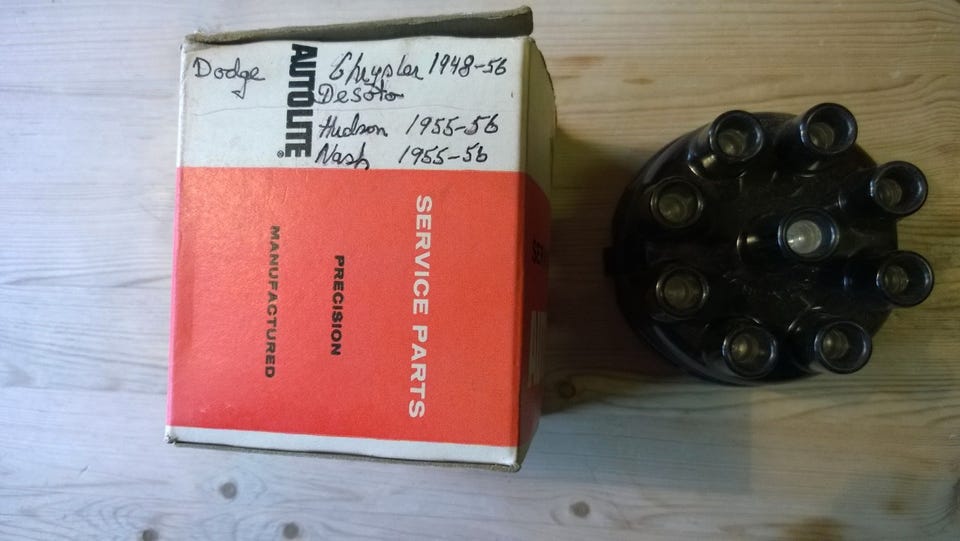 Dodge Chrysler 1948-56
Desoto
Hudson 1955-56
Nash 1955-56
AUTOLITE®
SERVICE PARTS
PRECISION
MANUFACTURED